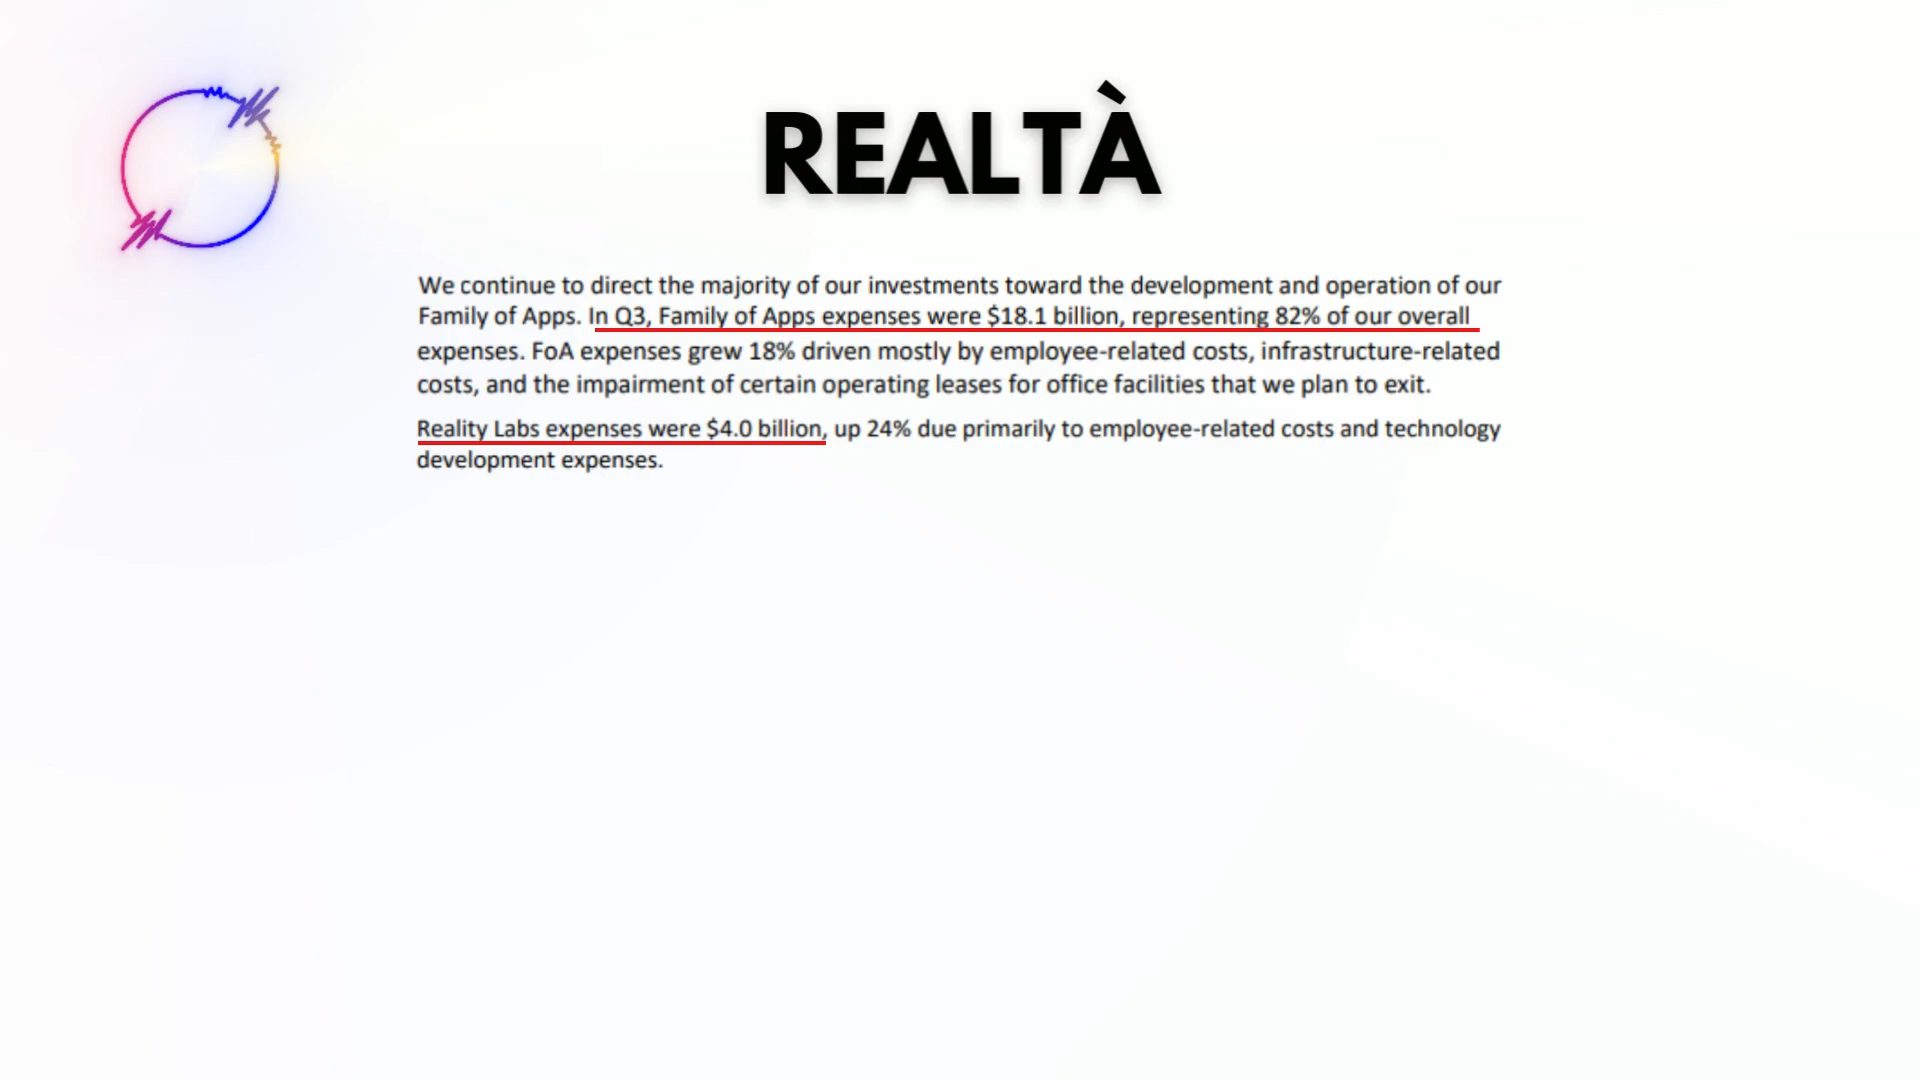 REALTÀ
We continue to direct the majority of our investments toward the development and operation of our
Family of Apps. In Q3, Family of Apps expenses were $18.1 billion, representing 82% of our overall
expenses. FoA expenses grew 18% driven mostly by employee-related costs, infrastructure-related
costs, and the impairment of certain operating leases for office facilities that we plan to exit.
Reality Labs expenses were $4.0 billion, up 24% due primarily to employee-related costs and technology
development expenses.